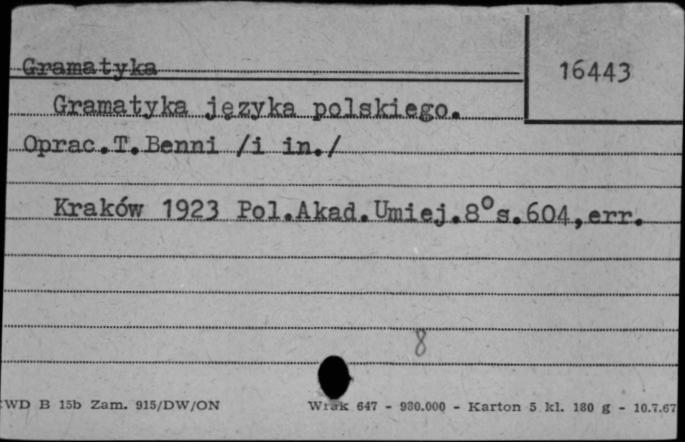 Gramatyka
16443
Gramatyka języka polskiego.
Oprac.T.Benni /i in./
Kraków 1923 Pol.Akad.Umiej.8°s.604,err.
8
WD B 15b Zam. 915/DW/ON Wrak 647 - 980.000 - Karton 5 kl. 180 g - 10.7.67